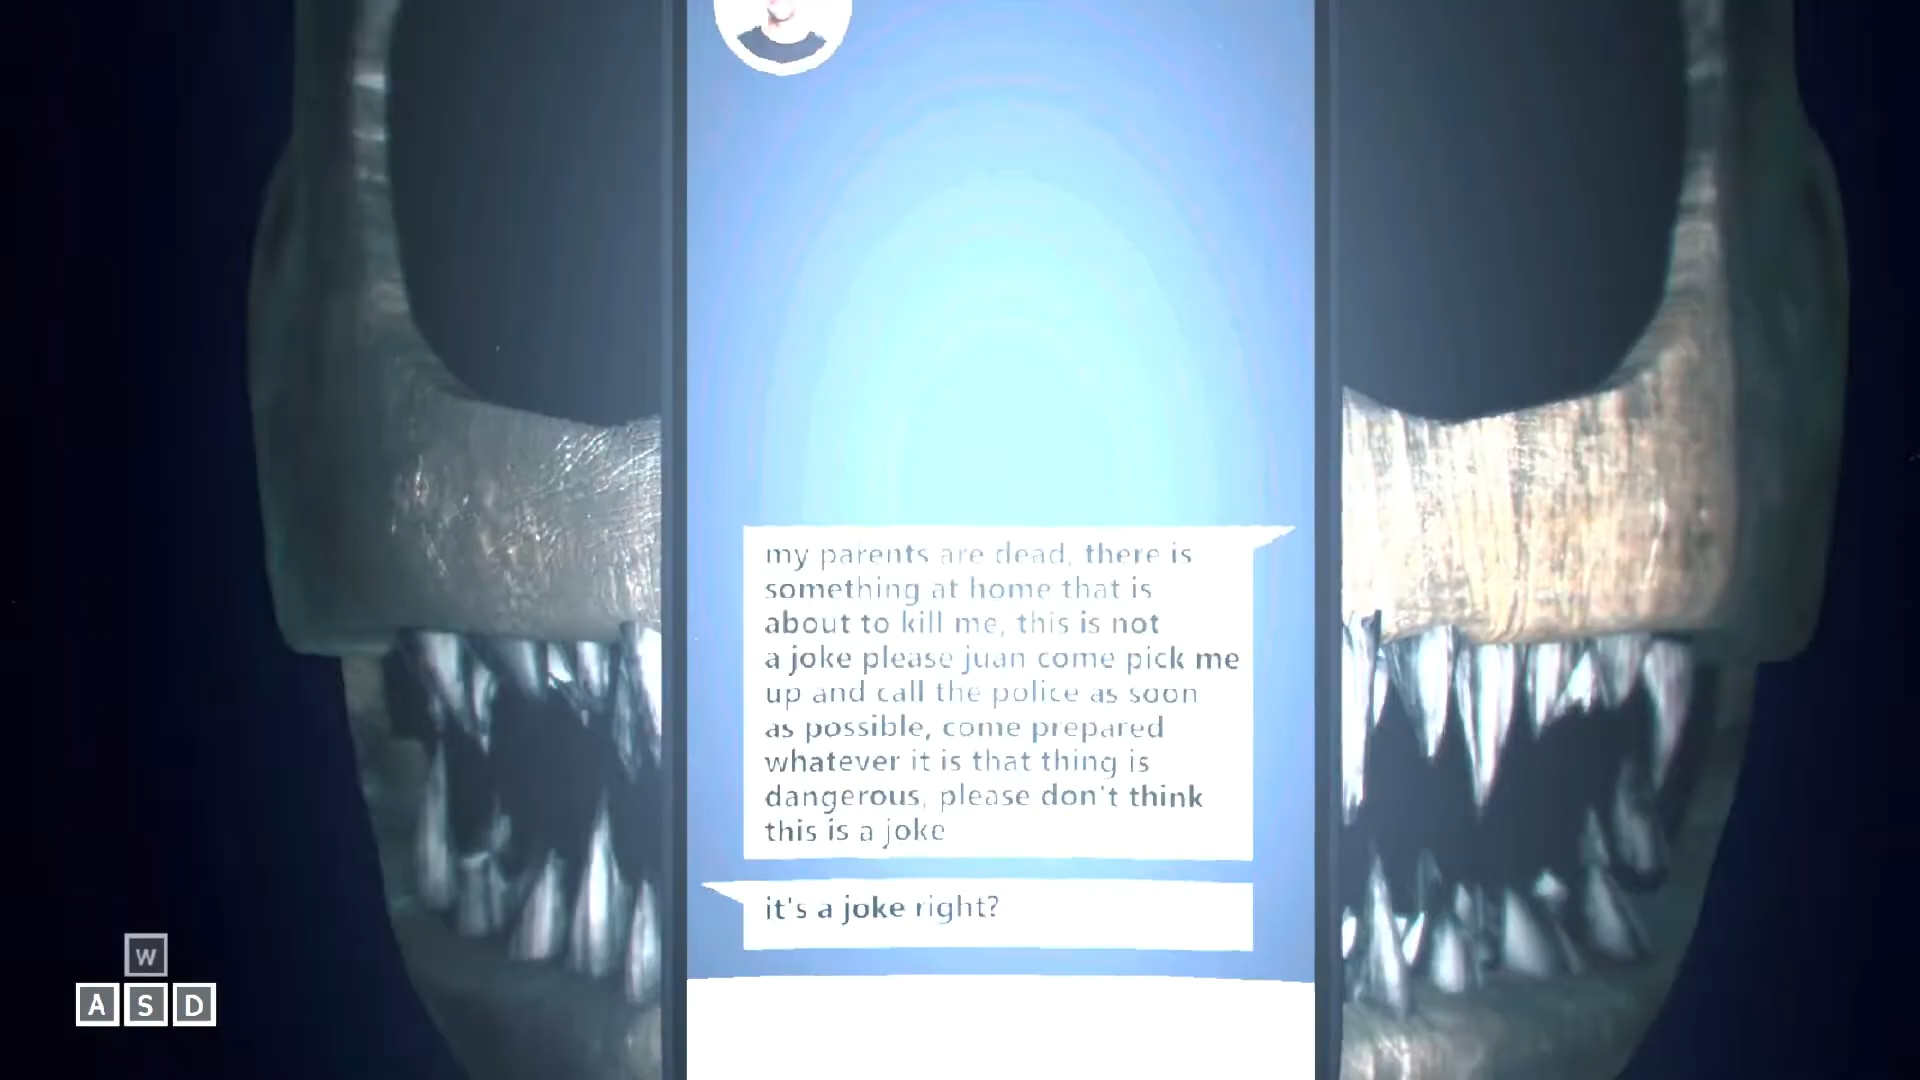 my parents are dead, there is
something at home that is
about to kill me, this is not
a joke please juan come pick me
up and call the police as soon
as possible, come prepared
whatever it is that thing is
dangerous, please don't think
this is a joke
it's a joke right?
W
A S D